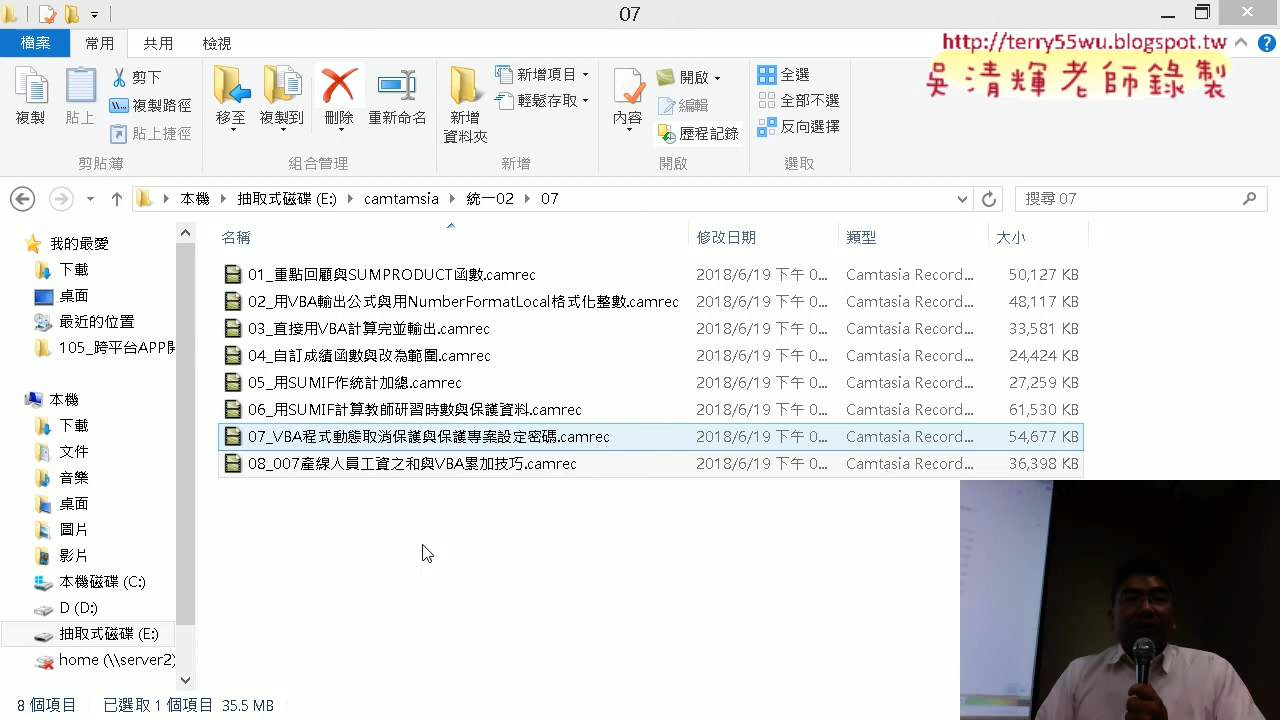 07
http://terry55wu.blogspot.tw
吳清輝老師錄製
檔案
常用
共用
檢視
複製
貼上
剪下
複製路徑
貼上捷徑
剪貼簿
移至
複製到
刪除
重新命名
組合管理
新增
資料夾
新增項目
輕鬆存取
新增
內容
開啟
編輯
歷程記錄
開啟
全選
全部不選
反向選擇
選取
本機
抽取式磁碟 (E:)
camtamsia
統一02
07
搜尋 07
名稱
修改日期
類型
大小
01_重點回顧與SUMPRODUCT函數.camrec 2018/6/19 下午 0... Camtasia Record... 50,127 KB
02_用VBA輸出公式與用NumberFormatLocal格式化整數.camrec 2018/6/19 下午 0... Camtasia Record... 48,117 KB
03_直接用VBA計算完並輸出.camrec 2018/6/19 下午 0... Camtasia Record... 33,581 KB
04_自訂成績函數與改為範圍.camrec 2018/6/19 下午 0... Camtasia Record... 24,424 KB
05_用SUMIF作統計加總.camrec 2018/6/19 下午 0... Camtasia Record... 27,259 KB
06_用SUMIF計算教師研習時數與保護資料.camrec 2018/6/19 下午 0... Camtasia Record... 61,530 KB
07_VBA程式動態取消保護與保護專案設定密碼.camrec 2018/6/19 下午 0... Camtasia Record... 54,677 KB
08_007產線人員工資之和與VBA累加技巧.camrec 2018/6/19 下午 0... Camtasia Record... 36,398 KB
我的最愛
下載
桌面
最近的位置
105_跨平台APP開
本機
下載
文件
音樂
桌面
圖片
影片
本機磁碟 (C:)
D (D:)
抽取式磁碟 (E:)
home (\\server2)
8 個項目
已選取 1 個項目 35.5 MB